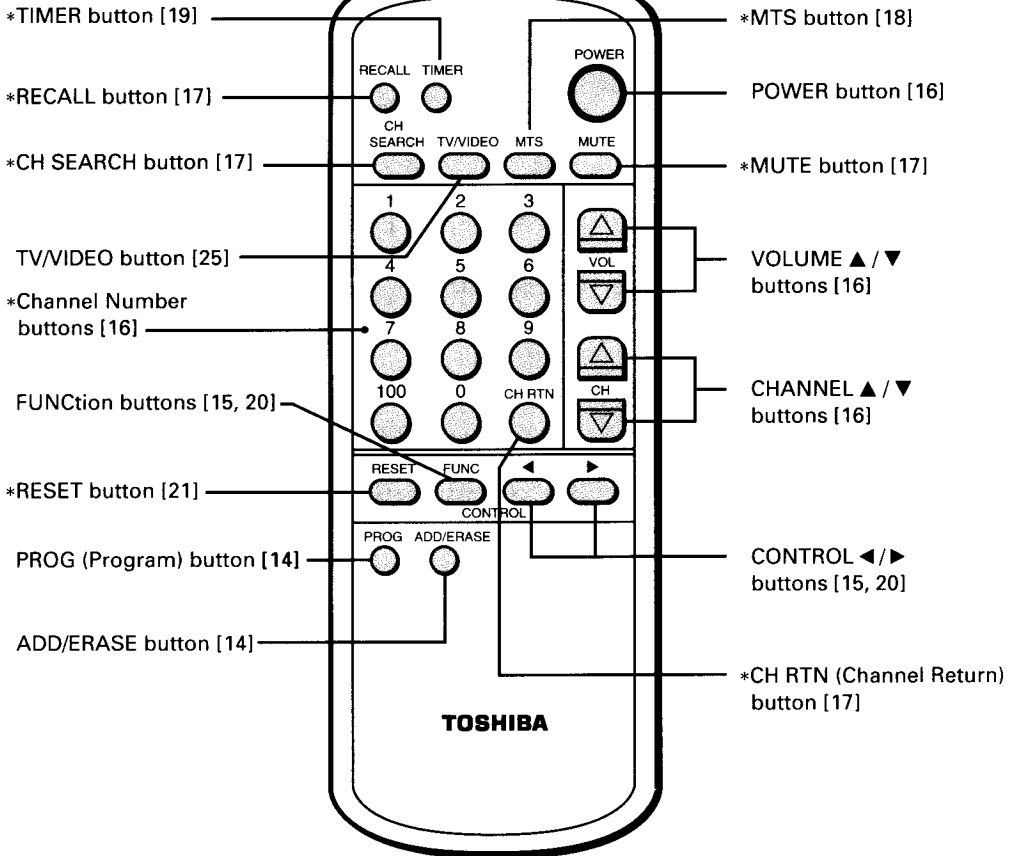 *TIMER button [19]
*MTS button [18]
POWER
RECALL TIMER
*RECALL button [17]
POWER button [16]
CH
SEARCH TV/VIDEO MTS MUTE
*CH SEARCH button [17]
*MUTE button [17]
1 2 3
TV/VIDEO button [25]
VOL
VOLUME ▲ / ▼
buttons [16]
4 5 6
*Channel Number
buttons [16]
7 8 9
FUNCtion buttons [15, 20]
100 0 CH RTN
CH
CHANNEL ▲ / ▼
buttons [16]
RESET FUNC ◀ ▶
*RESET button [21]
CONTROL
PROG ADD/ERASE
PROG (Program) button [14]
CONTROL ◀ / ▶
buttons [15, 20]
ADD/ERASE button [14]
*CH RTN (Channel Return)
button [17]
TOSHIBA